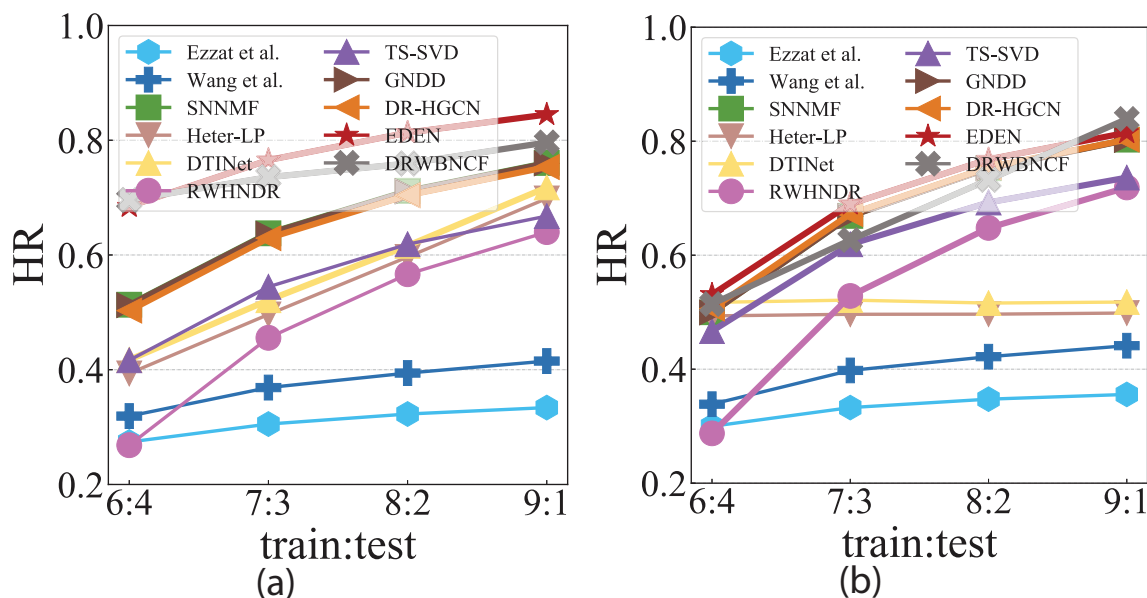 1.0
0.8
0.6
0.4
0.2
HR
Ezzat et al.
Wang et al.
SNNMF
Heter-LP
DTINet
RWHNDR
TS-SVD
GNDD
DR-HGCN
EDEN
DRWBNCF
6:4 7:3 8:2 9:1
train:test
(a)
1.0
0.8
0.6
0.4
0.2
HR
Ezzat et al.
Wang et al.
SNNMF
Heter-LP
DTINet
RWHNDR
TS-SVD
GNDD
DR-HGCN
EDEN
DRWBNCF
6:4 7:3 8:2 9:1
train:test
(b)